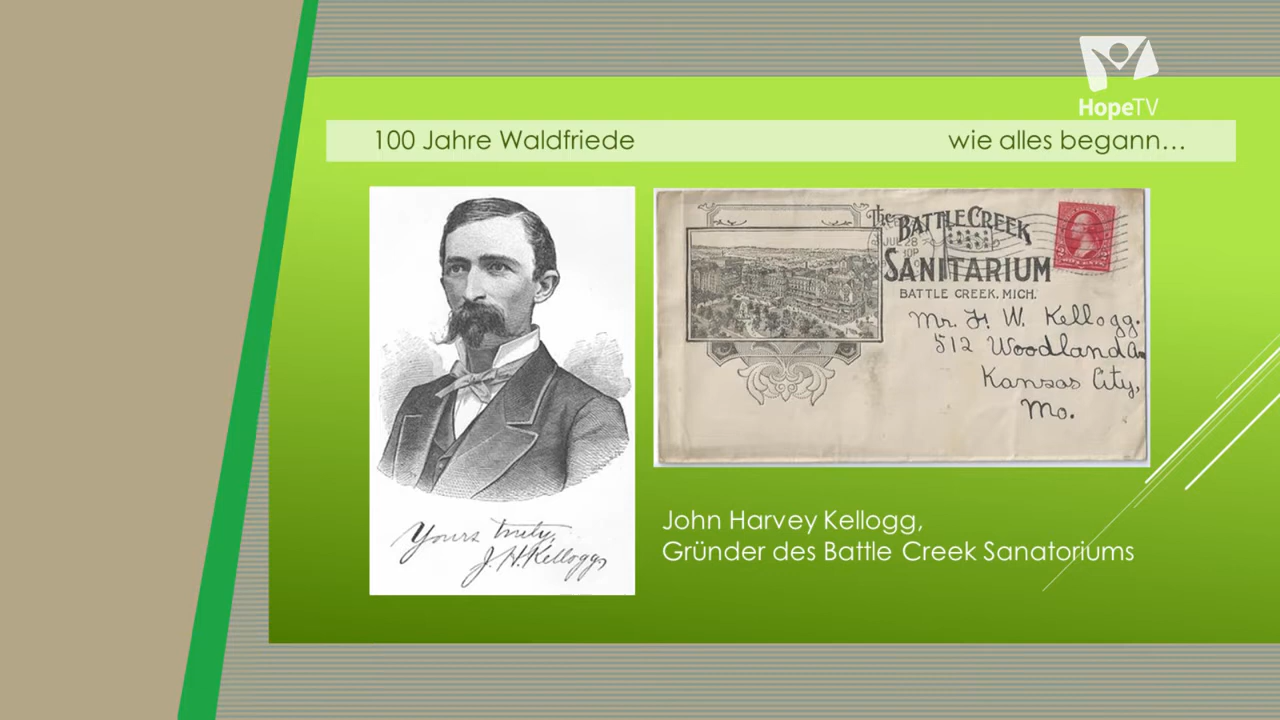 HopeTV
100 Jahre Waldfriede
wie alles begann…
The
BATTLE CREEK
SANITARIUM
BATTLE CREEK, MICH.
JUL 28
Mr. H. W. Kellogg.
512 Woodland
Kansas City,
Mo.
Yours truly,
J. H. Kellogg
John Harvey Kellogg,
Gründer des Battle Creek Sanatoriums